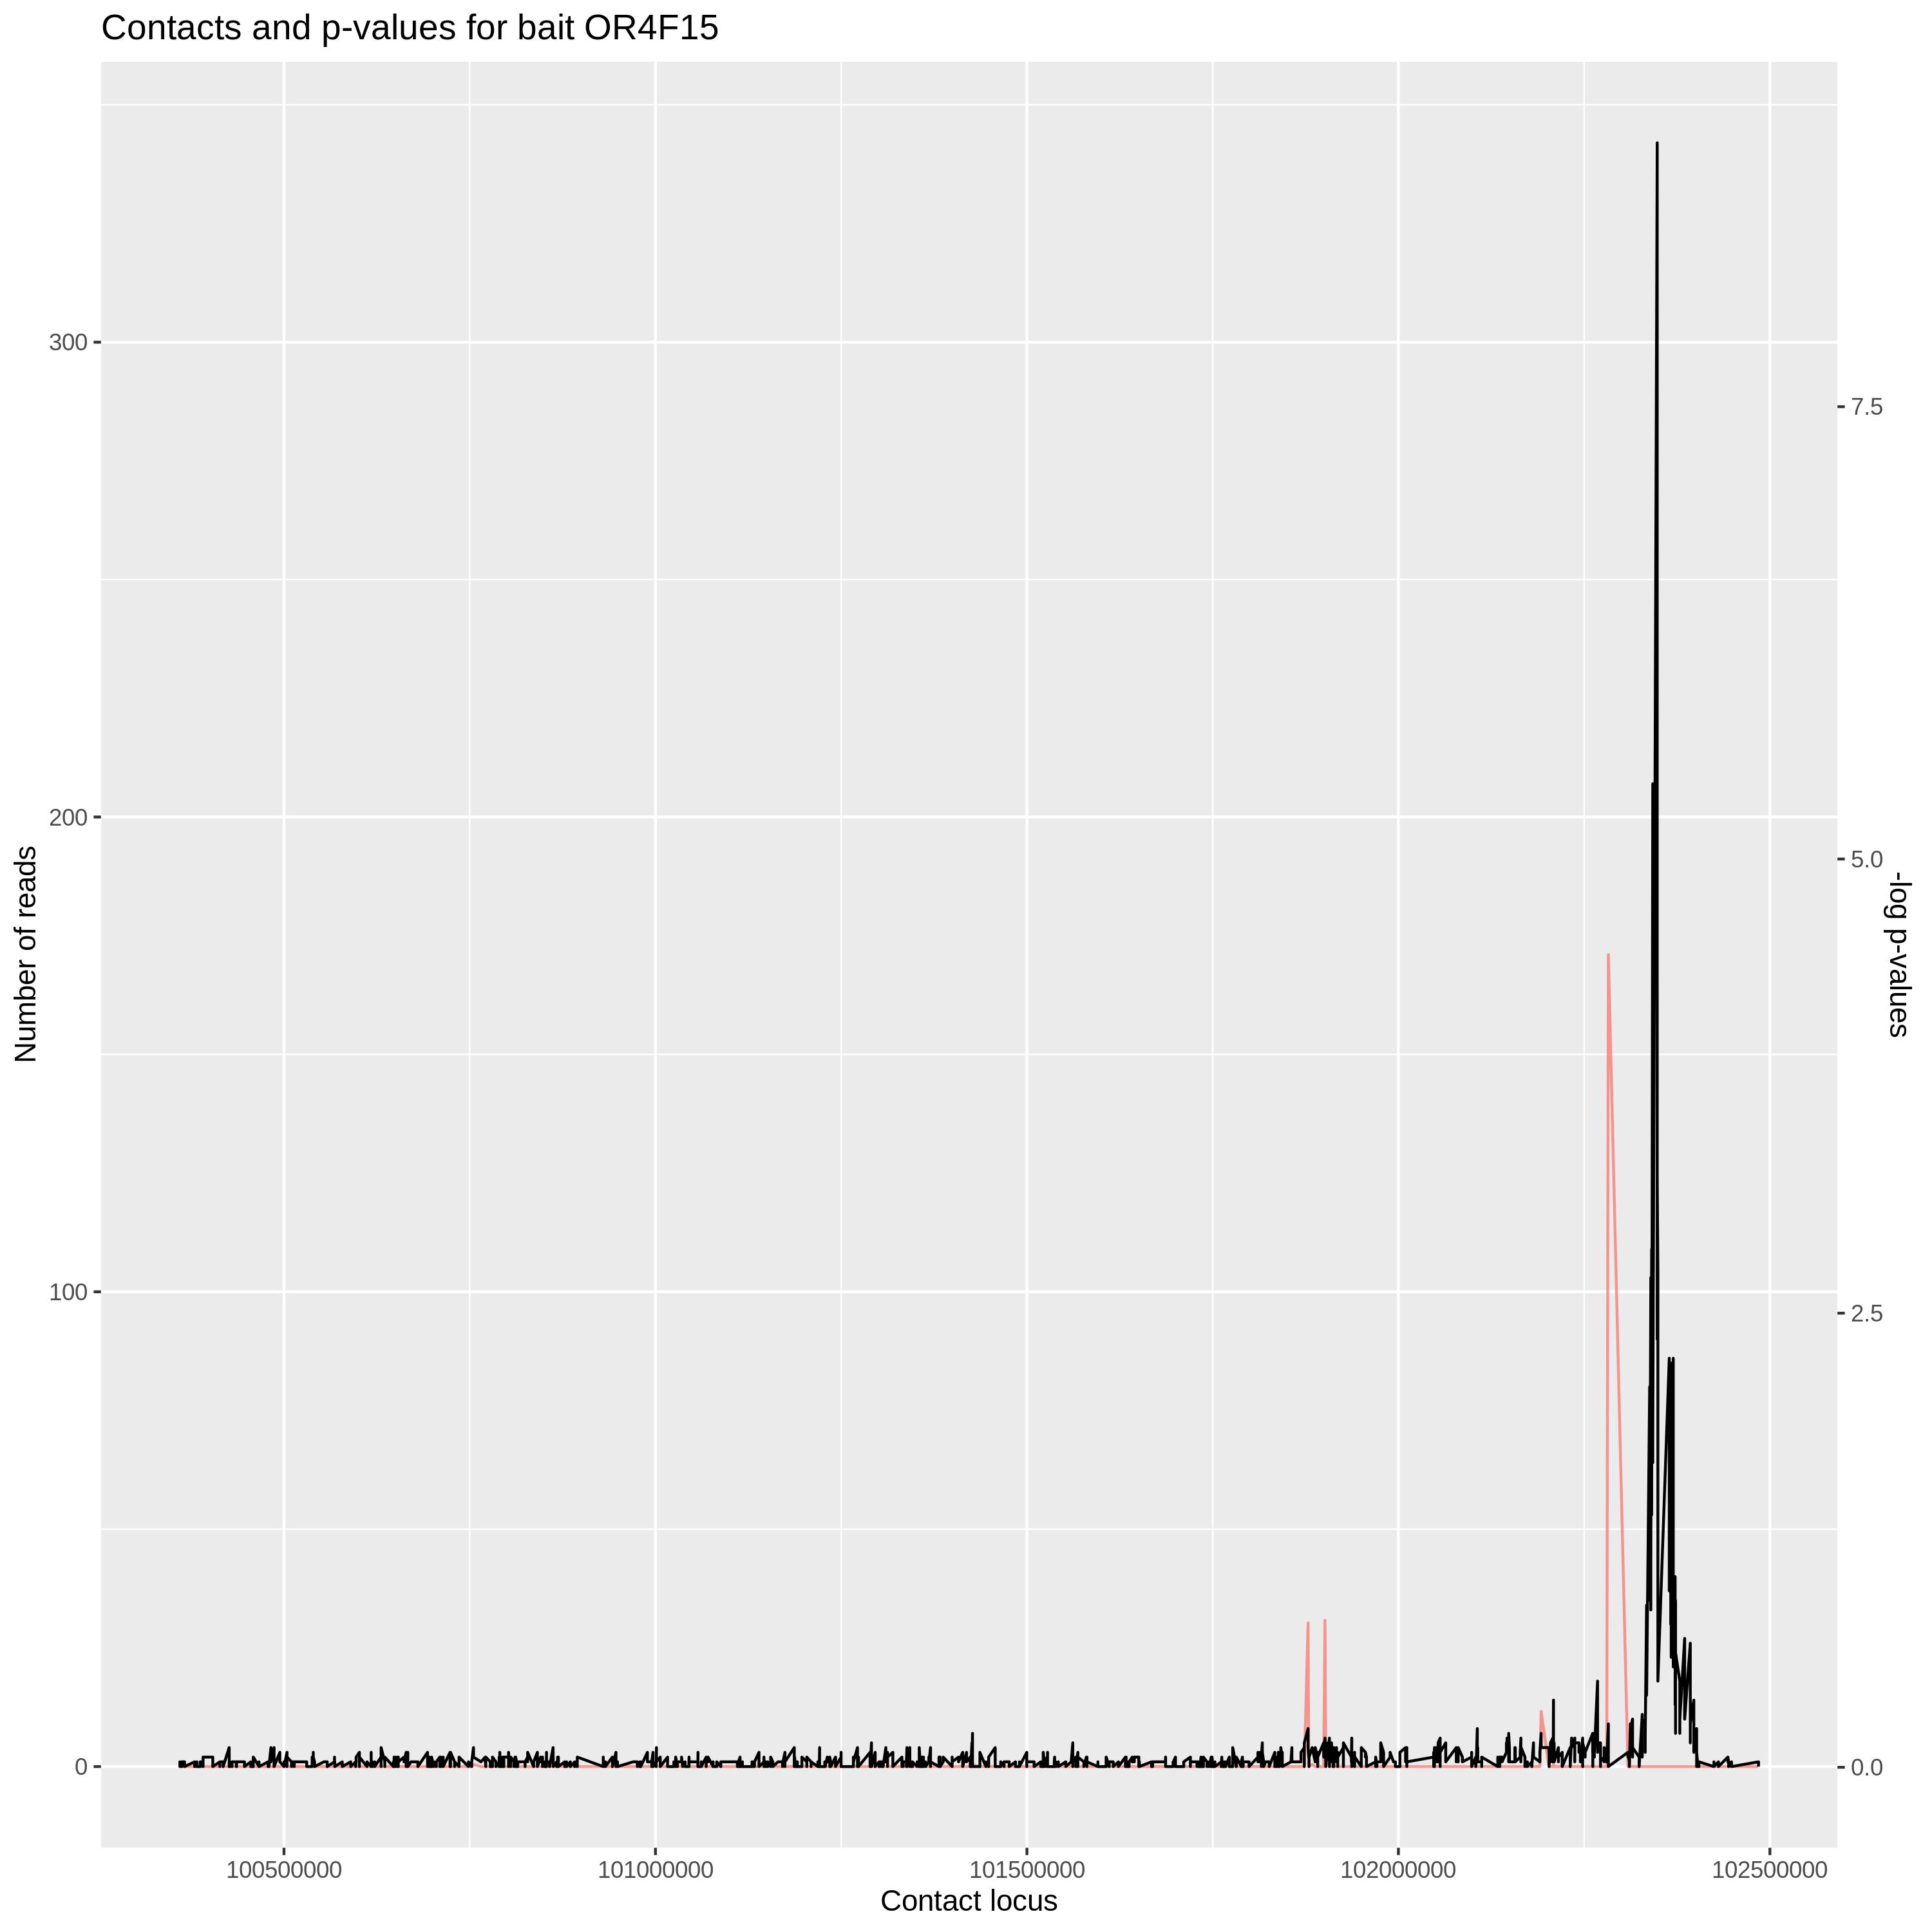 Contacts and p-values for bait OR4F15
Number of reads
300
200
100
0
7.5
5.0
2.5
0.0
-log p-values
100500000 101000000 101500000 102000000 102500000
Contact locus